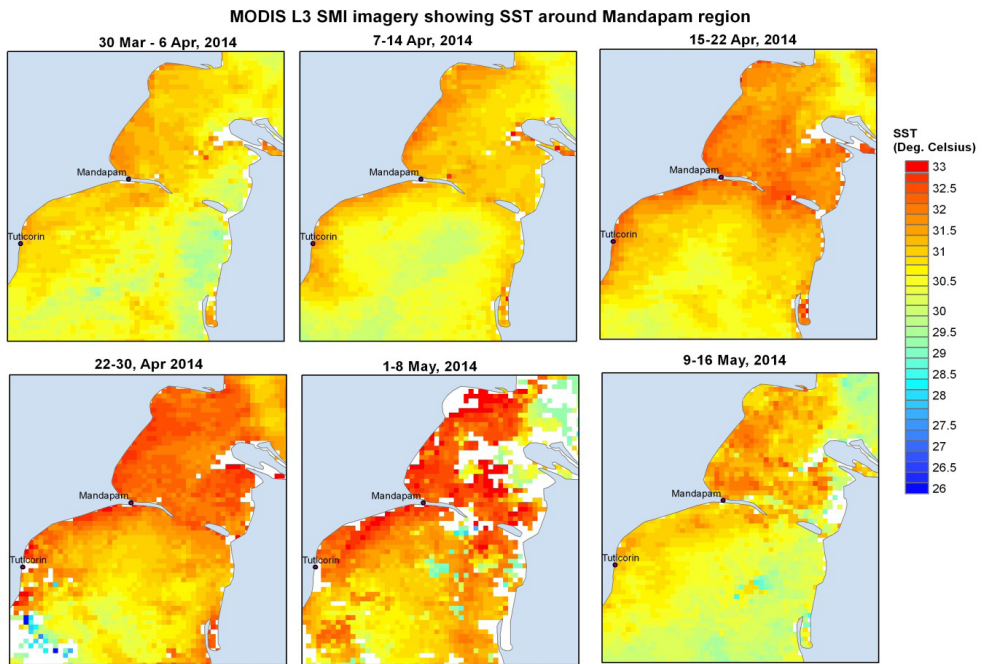 MODIS L3 SMI imagery showing SST around Mandapam region
30 Mar - 6 Apr, 2014
7-14 Apr, 2014
15-22 Apr, 2014
Mandapam
Tuticorin
Mandapam
Tuticorin
Mandapam
Tuticorin
SST
(Deg. Celsius)
33
32.5
32
31.5
31
30.5
30
29.5
29
28.5
28
27.5
27
26.5
26
22-30, Apr 2014
1-8 May, 2014
9-16 May, 2014
Mandapam
Tuticorin
Mandapam
Tuticorin
Mandapam
Tuticorin